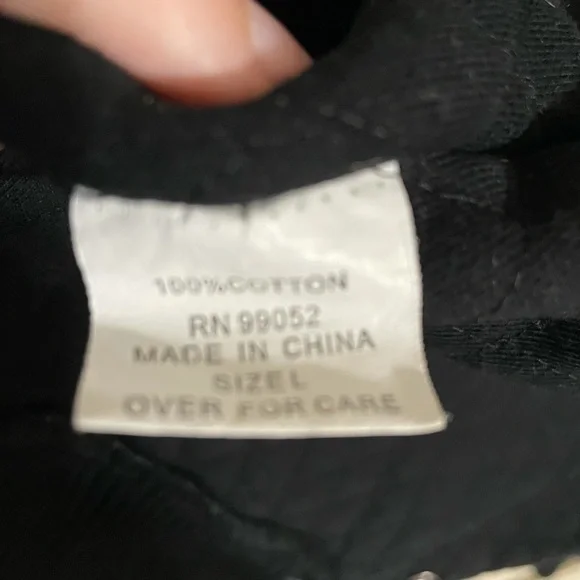 100%COTTON
RN 99052
MADE IN CHINA
SIZE L
OVER FOR CARE